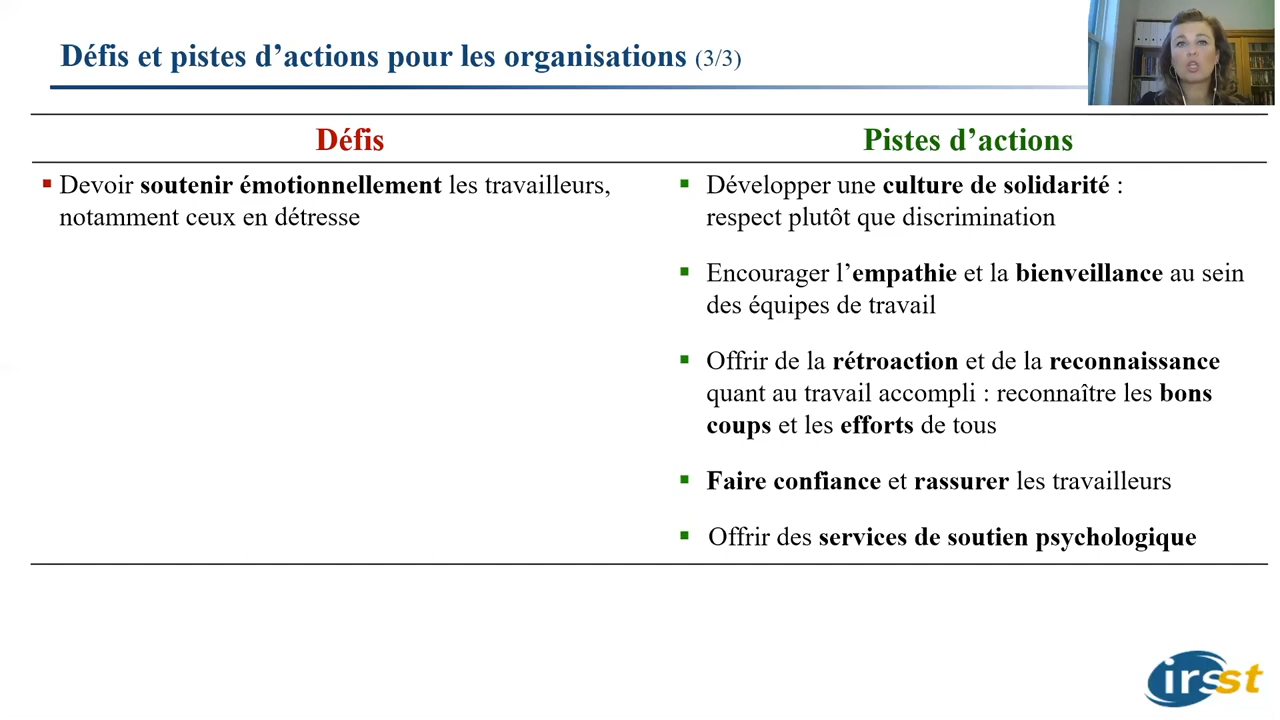 Défis et pistes d’actions pour les organisations (3/3)
Défis
Pistes d’actions
▪ Devoir soutenir émotionnellement les travailleurs,
notamment ceux en détresse
▪ Développer une culture de solidarité :
respect plutôt que discrimination
▪ Encourager l’empathie et la bienveillance au sein
des équipes de travail
▪ Offrir de la rétroaction et de la reconnaissance
quant au travail accompli : reconnaître les bons
coups et les efforts de tous
▪ Faire confiance et rassurer les travailleurs
▪ Offrir des services de soutien psychologique
irsst